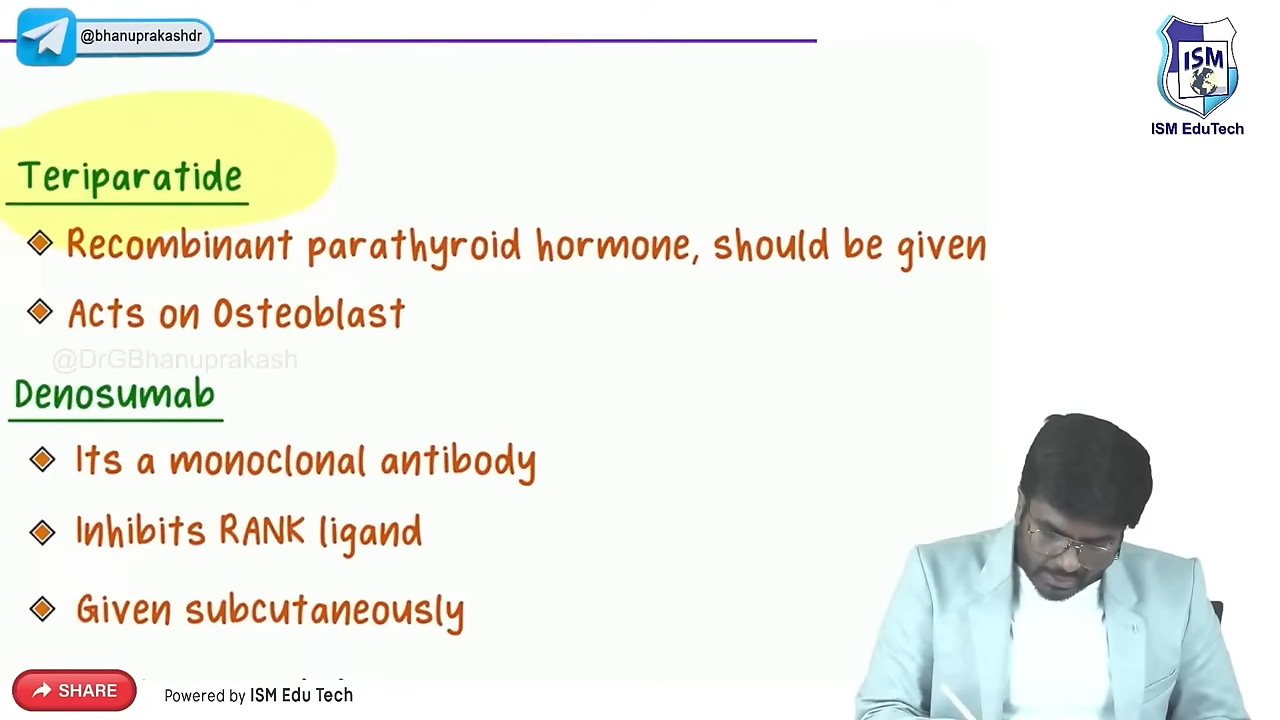 @bhanuprakashdr
ISM
ISM EduTech
Teriparatide
Recombinant parathyroid hormone, should be given
Acts on Osteoblast
@DrGBhanuprakash
Denosumab
Its a monoclonal antibody
Inhibits RANK ligand
Given subcutaneously
SHARE
Powered by ISM Edu Tech